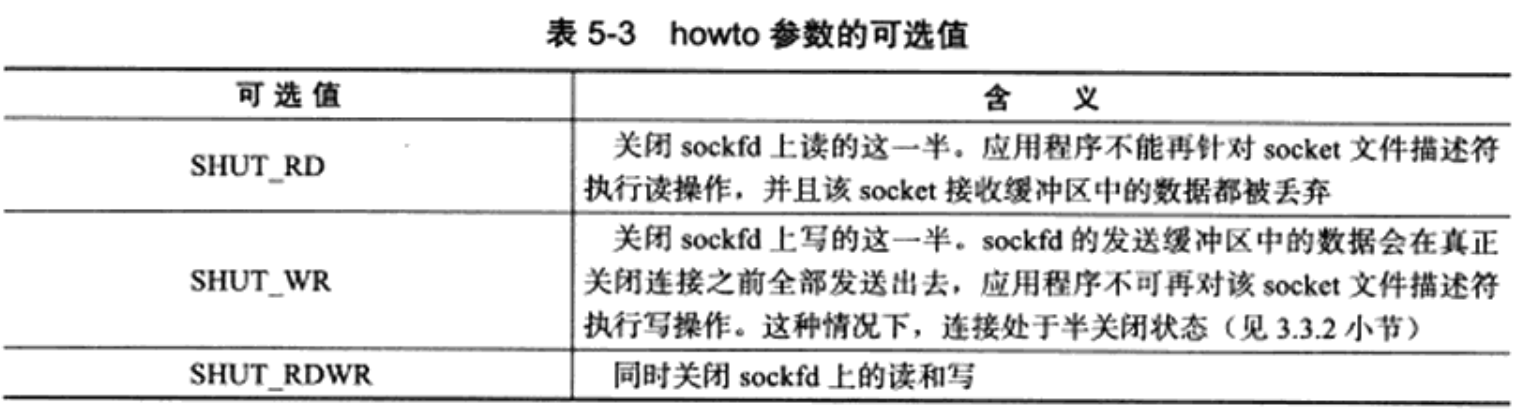 表 5-3 howto 参数的可选值
可 选 值
含 义
SHUT_RD
关闭 sockfd 上读的这一半。应用程序不能再针对 socket 文件描述符
执行读操作，并且该 socket 接收缓冲区中的数据都被丢弃
SHUT_WR
关闭 sockfd 上写的这一半。sockfd 的发送缓冲区中的数据会在真正
关闭连接之前全部发送出去，应用程序不可再对该 socket 文件描述符
执行写操作。这种情况下，连接处于半关闭状态（见 3.3.2 小节）
SHUT_RDWR
同时关闭 sockfd 上的读和写